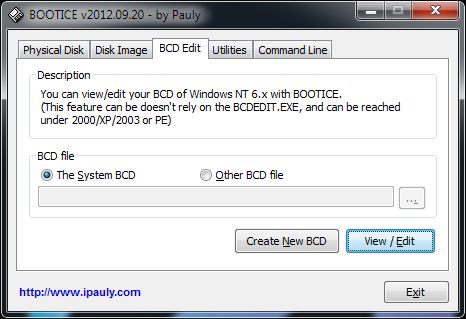 BOOTICE v2012.09.20 - by Pauly
Physical Disk Disk Image BCD Edit Utilities Command Line
Description
You can view/edit your BCD of Windows NT 6.x with BOOTICE.
(This feature can be doesn't rely on the BCDEDIT.EXE, and can be reached
under 2000/XP/2003 or PE)
BCD file
The System BCD Other BCD file
...
Create New BCD View / Edit
http://www.ipauly.com Exit